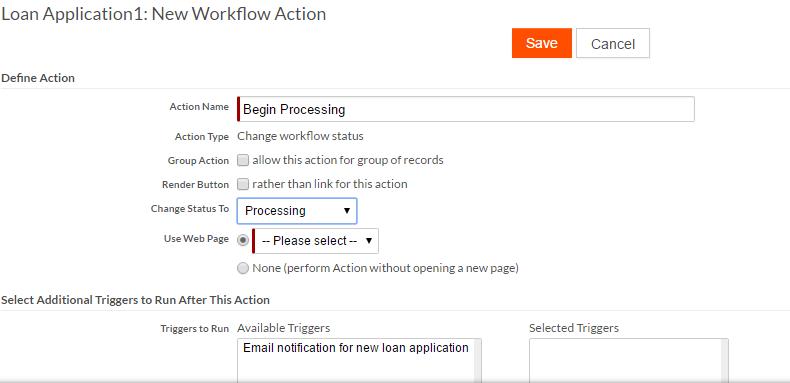 Loan Application1: New Workflow Action
Save Cancel
Define Action
Action Name Begin Processing
Action Type Change workflow status
Group Action allow this action for group of records
Render Button rather than link for this action
Change Status To Processing
Use Web Page -- Please select --
None (perform Action without opening a new page)
Select Additional Triggers to Run After This Action
Triggers to Run Available Triggers Selected Triggers
Email notification for new loan application